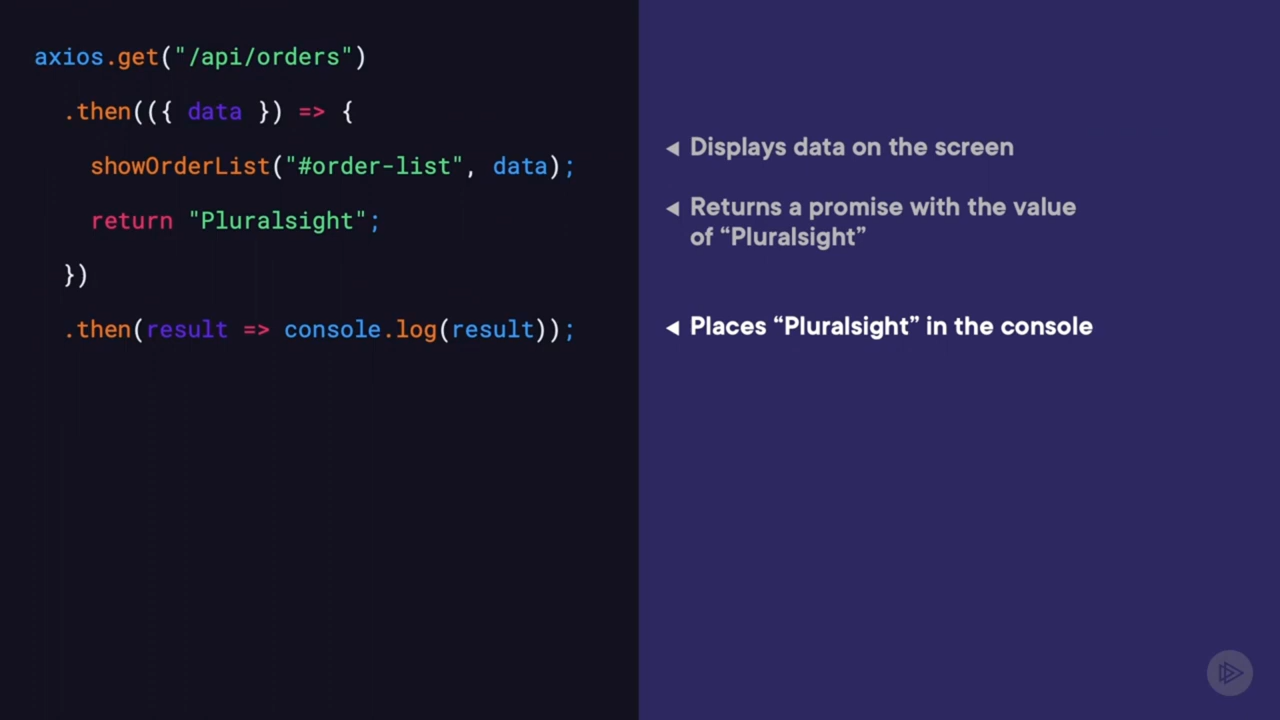 axios.get("/api/orders")
.then(({ data }) => {
showOrderList("#order-list", data);
return "Pluralsight";
})
.then(result => console.log(result));
Displays data on the screen
Returns a promise with the value
of “Pluralsight”
Places “Pluralsight” in the console